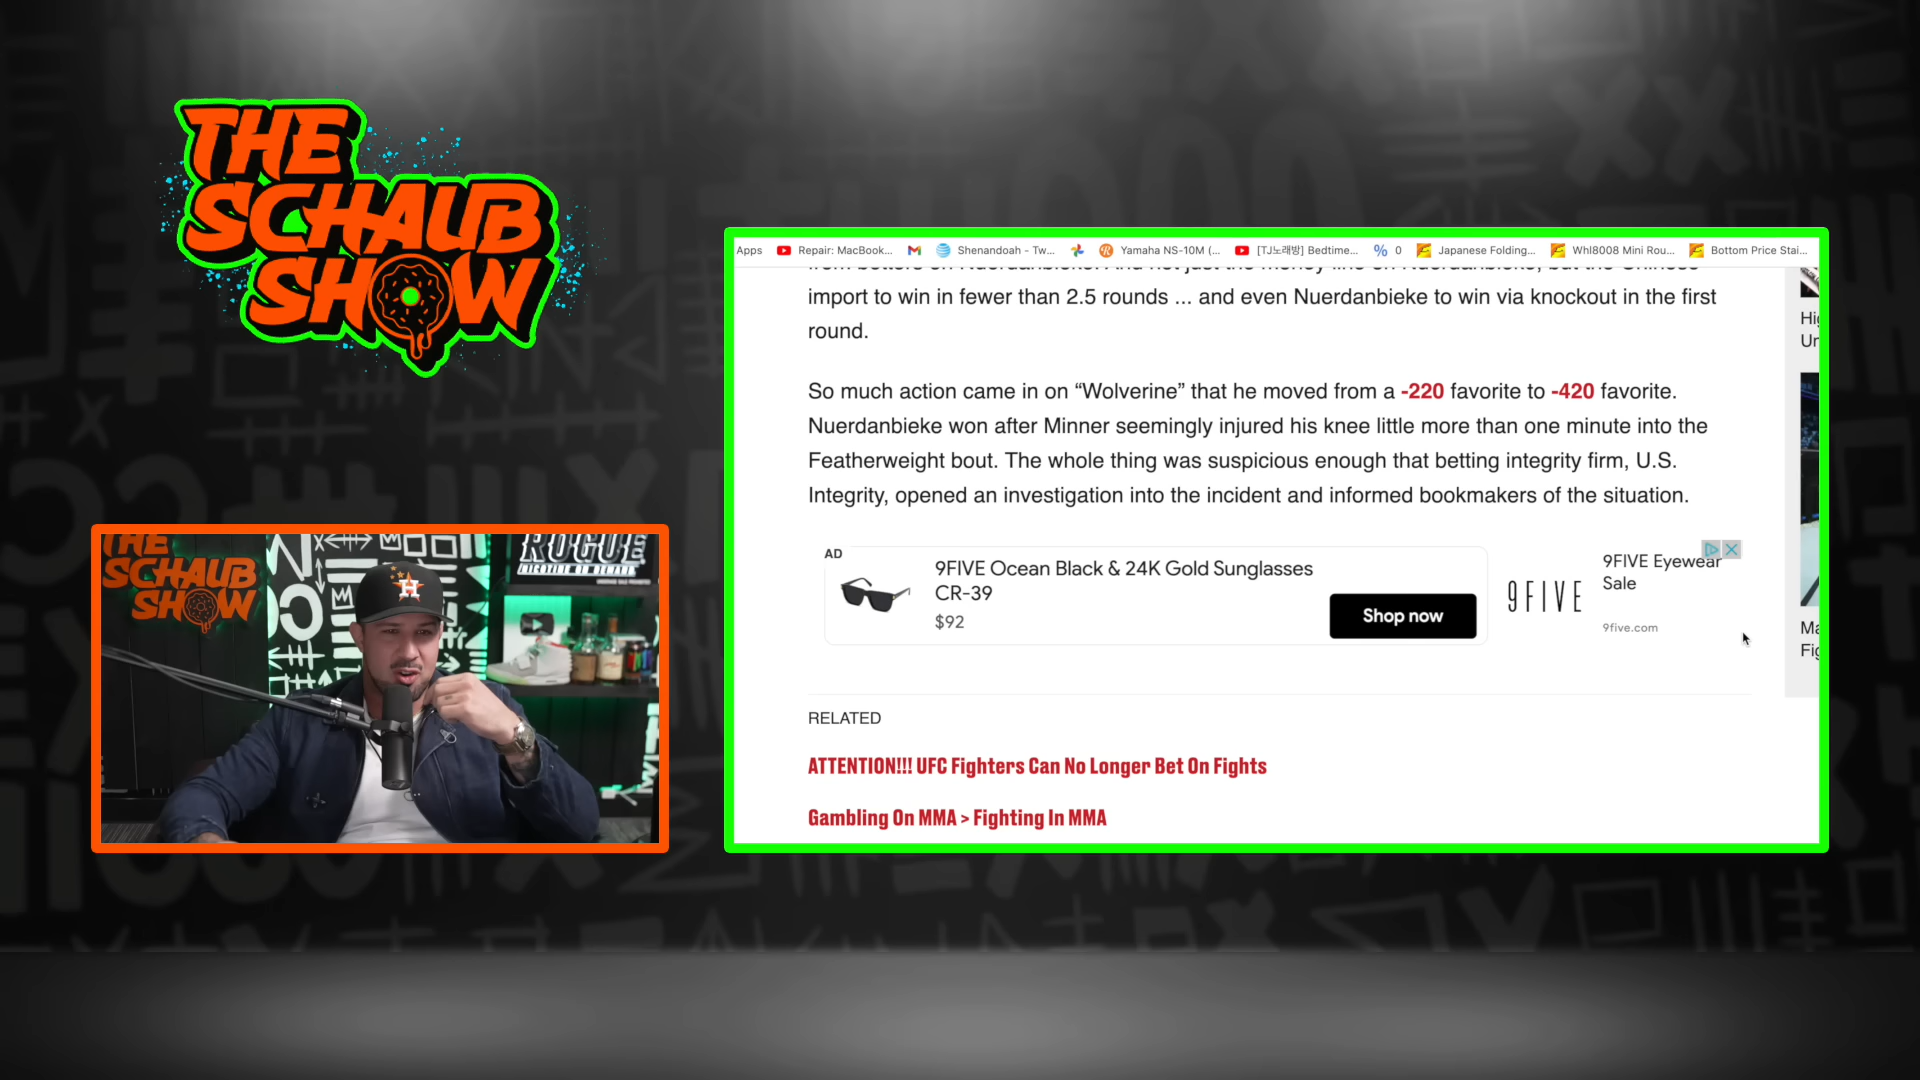 THE
SCHAUB
SHOW
Apps Repair: MacBook... Shenandoah - Tw... Yamaha NS-10M (... [TJ노래방] Bedtime... 0 Japanese Folding... Whl8008 Mini Rou... Bottom Price Stai...
import to win in fewer than 2.5 rounds ... and even Nuerdanbieke to win via knockout in the first
round.
So much action came in on “Wolverine” that he moved from a -220 favorite to -420 favorite.
Nuerdanbieke won after Minner seemingly injured his knee little more than one minute into the
Featherweight bout. The whole thing was suspicious enough that betting integrity firm, U.S.
Integrity, opened an investigation into the incident and informed bookmakers of the situation.
AD
9FIVE Ocean Black & 24K Gold Sunglasses
CR-39
$92
Shop now
9FIVE
9FIVE Eyewear
Sale
9five.com
RELATED
ATTENTION!!! UFC Fighters Can No Longer Bet On Fights
Gambling On MMA > Fighting In MMA
THE
SCHAUB
SHOW
ROGUE
H